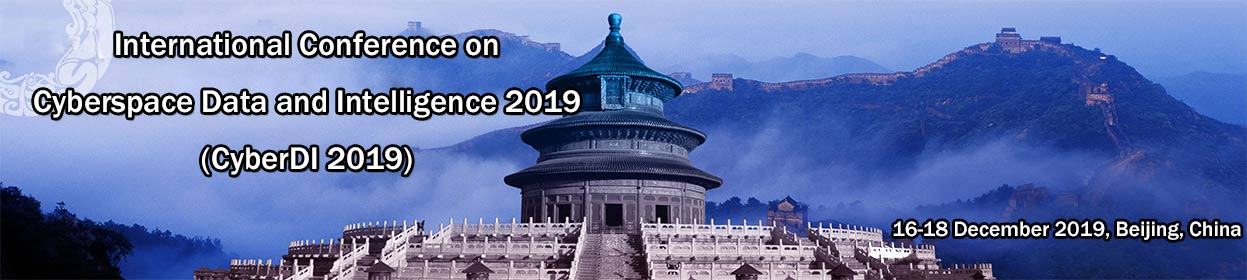 International Conference on
Cyberspace Data and Intelligence 2019
(CyberDI 2019)
16-18 December 2019, Beijing, China